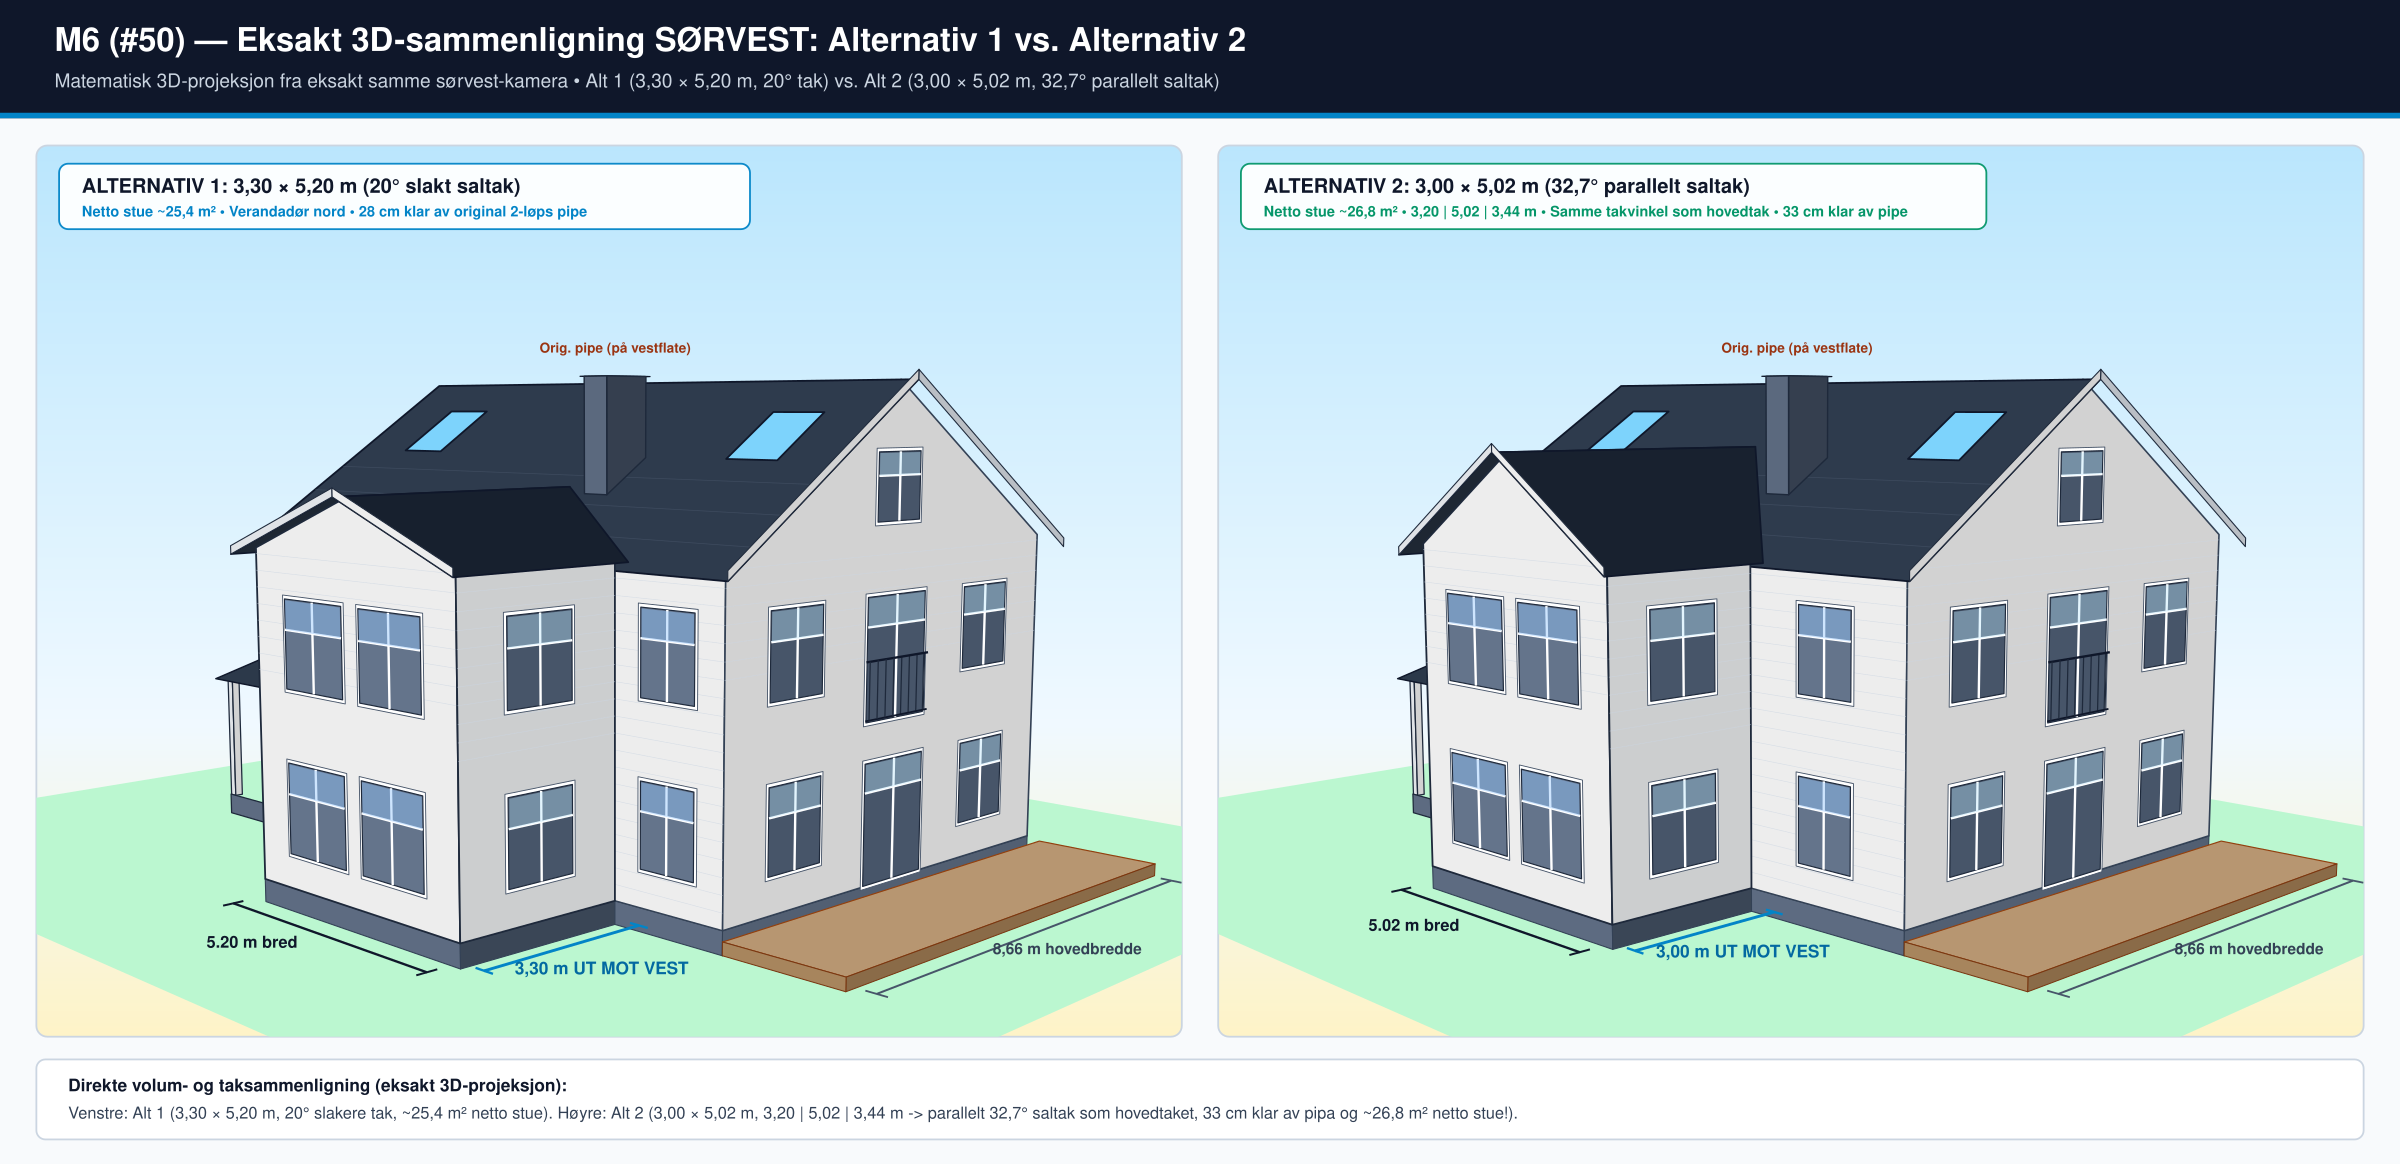 M6 (#50) — Eksakt 3D-sammenligning SØRVEST: Alternativ 1 vs. Alternativ 2
Matematisk 3D-projeksjon fra eksakt samme sørvest-kamera • Alt 1 (3,30 × 5,20 m, 20° tak) vs. Alt 2 (3,00 × 5,02 m, 32,7° parallelt saltak)
ALTERNATIV 1: 3,30 × 5,20 m (20° slakt saltak)
Netto stue ~25,4 m² • Verandadør nord • 28 cm klar av original 2-løps pipe
Orig. pipe (på vestflate)
5.20 m bred
3,30 m UT MOT VEST
8,66 m hovedbredde
ALTERNATIV 2: 3,00 × 5,02 m (32,7° parallelt saltak)
Netto stue ~26,8 m² • 3,20 | 5,02 | 3,44 m • Samme takvinkel som hovedtak • 33 cm klar av pipe
Orig. pipe (på vestflate)
5.02 m bred
3,00 m UT MOT VEST
8,66 m hovedbredde
Direkte volum- og taksammenligning (eksakt 3D-projeksjon):
Venstre: Alt 1 (3,30 × 5,20 m, 20° slakere tak, ~25,4 m² netto stue). Høyre: Alt 2 (3,00 × 5,02 m, 3,20 | 5,02 | 3,44 m -> parallelt 32,7° saltak som hovedtaket, 33 cm klar av pipa og ~26,8 m² netto stue!).